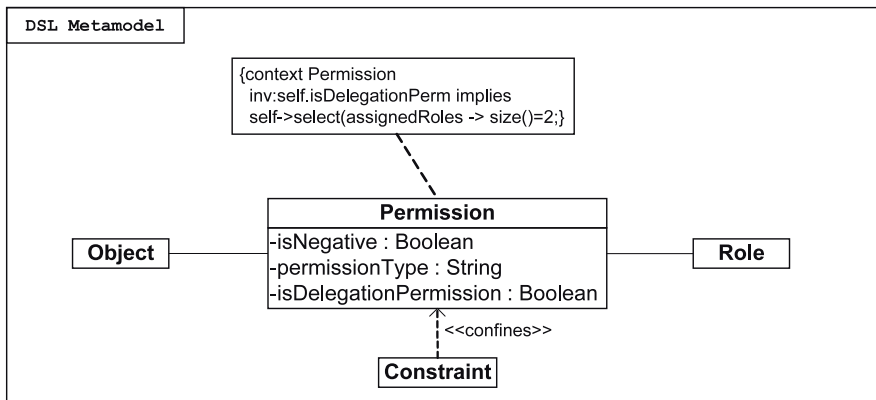 DSL Metamodel
{context Permission
inv:self.isDelegationPerm implies
self->select(assignedRoles -> size()=2;}
Permission
-isNegative : Boolean
-permissionType : String
-isDelegationPermission : Boolean
Object
Role
<<confines>>
Constraint